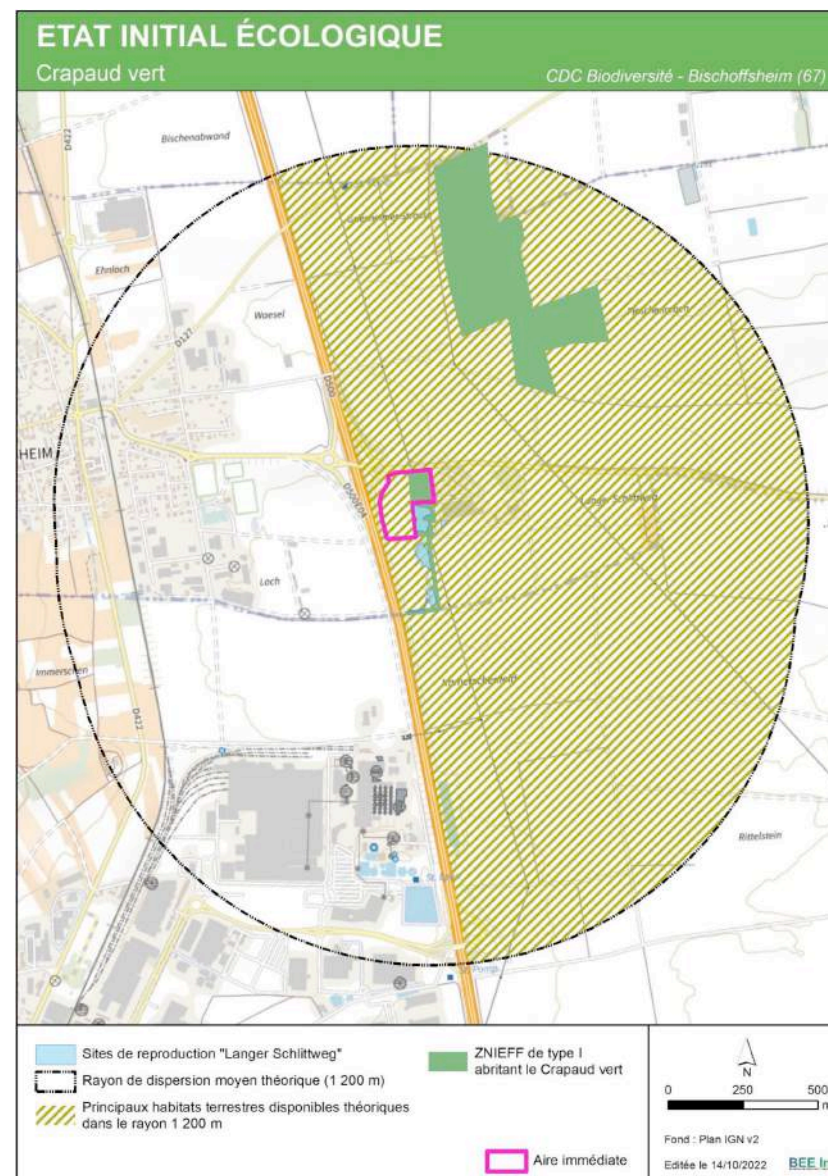 ETAT INITIAL ÉCOLOGIQUE
Crapaud vert
CDC Biodiversité - Bischoffsheim (67)
D422
Bischenabwand
Ehnloch
Waesel
D127
D500
HEIM
D500
Langer Schlittweg
Loch
Immerschen
D422
Rittelstein
Sites de reproduction "Langer Schlittweg"
Rayon de dispersion moyen théorique (1 200 m)
Principaux habitats terrestres disponibles théoriques
dans le rayon 1 200 m
ZNIEFF de type I
abritant le Crapaud vert
Aire immédiate
N
0 250 500
m
Fond : Plan IGN v2
Editée le 14/10/2022